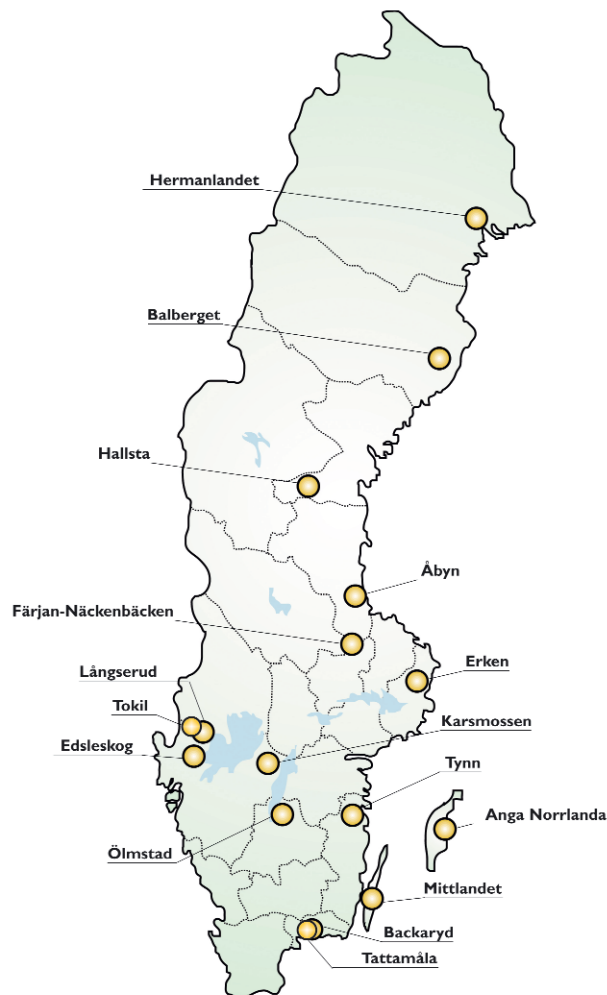 Hermanlandet
Balberget
Hallsta
Åbyn
Färjan-Näckenbäcken
Erken
Långserud
Tokil
Karsmossen
Edsleskog
Tynn
Anga Norrlanda
Ölmstad
Mittlandet
Backaryd
Tattamåla